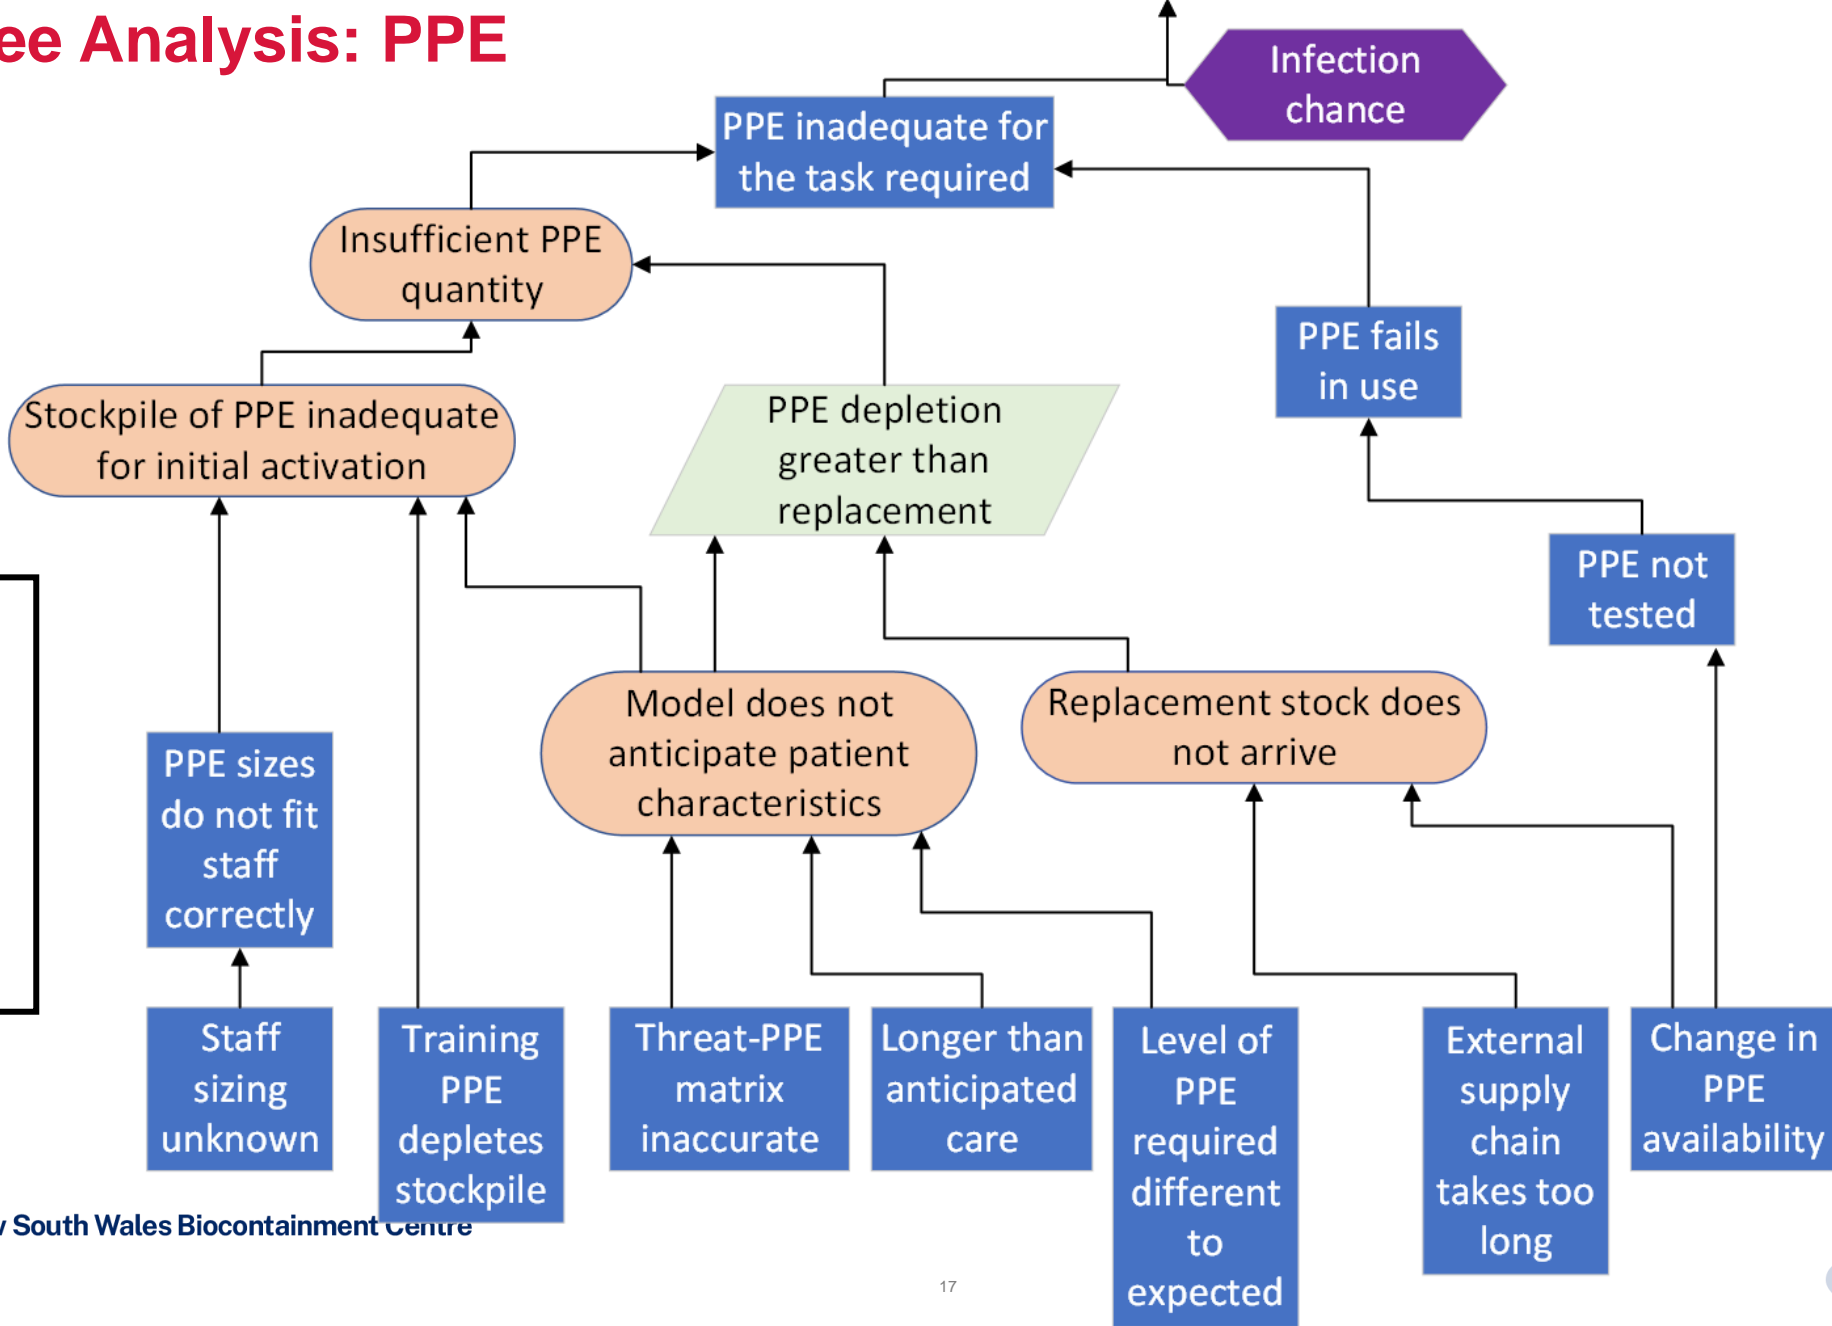 ee Analysis: PPE
Infection
chance
PPE inadequate for
the task required
Insufficient PPE
quantity
PPE fails
in use
Stockpile of PPE inadequate
for initial activation
PPE depletion
greater than
replacement
PPE not
tested
Model does not
anticipate patient
characteristics
Replacement stock does
not arrive
PPE sizes
do not fit
staff
correctly
Staff
sizing
unknown
Training
PPE
depletes
stockpile
Threat-PPE
matrix
inaccurate
Longer than
anticipated
care
Level of
PPE
required
different
to
expected
External
supply
chain
takes too
long
Change in
PPE
availability
South Wales Biocontainment Centre
17